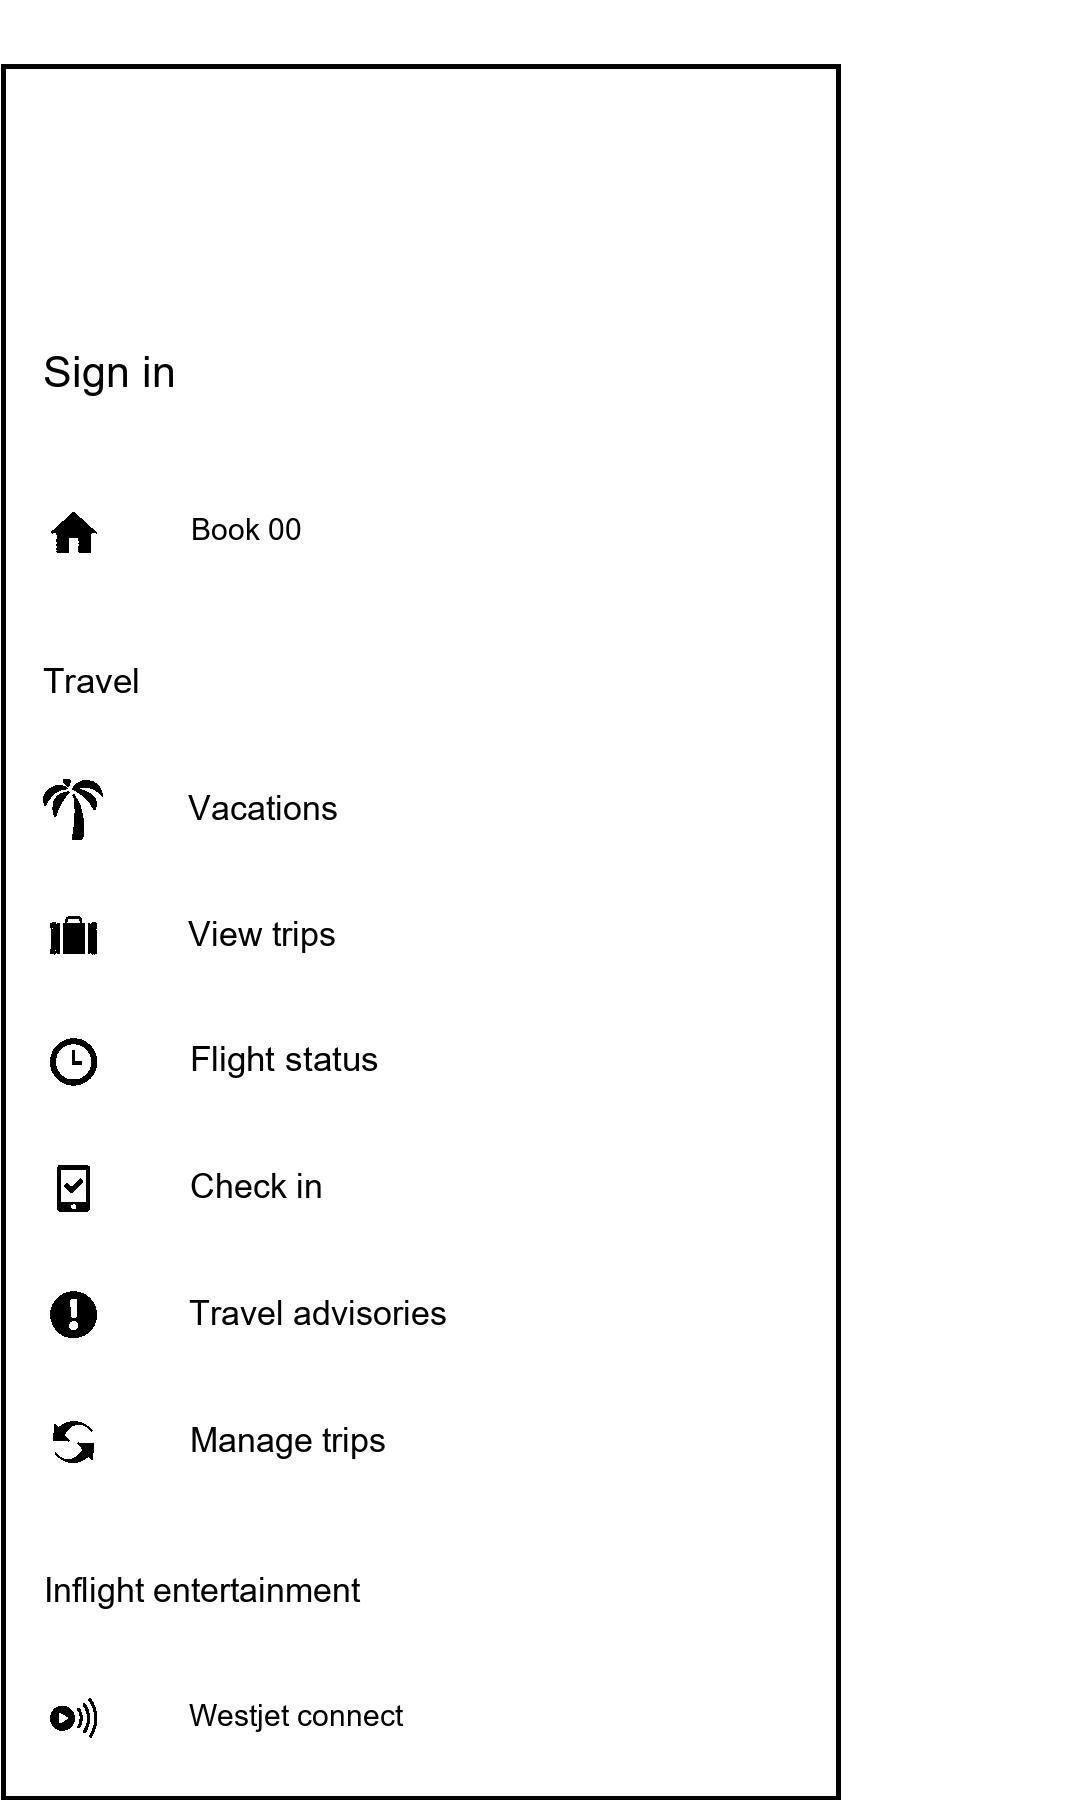 Sign in
Book 00
Travel
Vacations
View trips
Flight status
Check in
Travel advisories
Manage trips
Inflight entertainment
Westjet connect